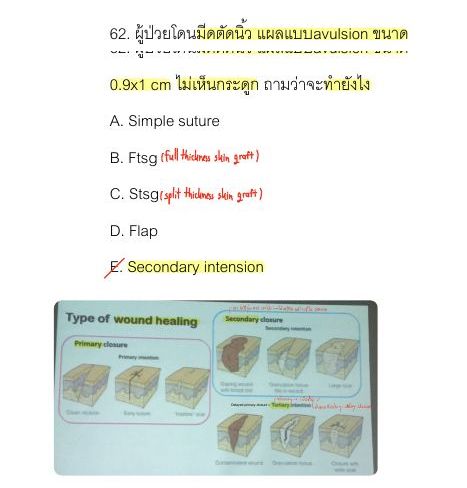 62. ผู้ป่วยโดนมีดตัดนิ้ว แผลแบบavulsion ขนาด
0.9x1 cm ไม่เห็นกระดูก ถามว่าจะทำยังไง
A. Simple suture
B. Ftsg (full thickness skin graft)
C. Stsg (split thickness skin graft)
D. Flap
E. Secondary intension
Type of wound healing
Primary closure
Primary intention
Clean incision
Early suture
"Hairline" scar
Secondary closure
Secondary intention
Gaping wound
Granulation tissue
Large scar
Delayed primary closure = Tertiary intention
Contaminated wound
Granulation tissue
Closure with
wide scar